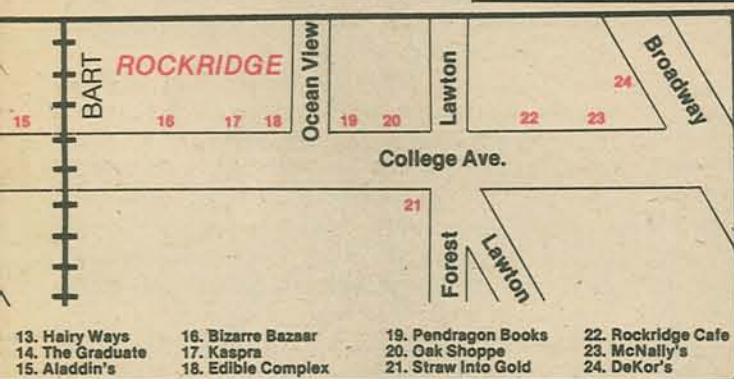 BART
ROCKRIDGE
Ocean View
Lawton
Broadway
24
15
16
17
18
19
20
22
23
College Ave.
21
Forest
Lawton
13. Hairy Ways
14. The Graduate
15. Aladdin's
16. Bizarre Bazaar
17. Kaspra
18. Edible Complex
19. Pendragon Books
20. Oak Shoppe
21. Straw Into Gold
22. Rockridge Cafe
23. McNally's
24. DeKor's